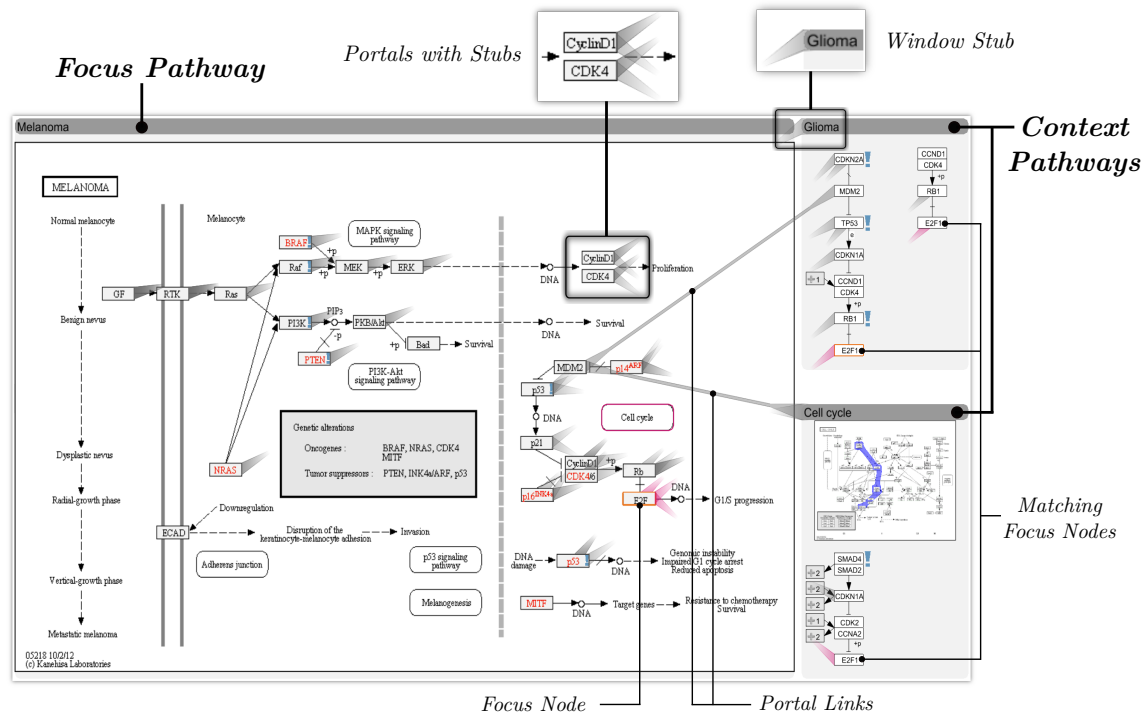 Focus Pathway
Portals with Stubs
CyclinD1
CDK4
Glioma
Window Stub
Context
Pathways
Melanoma
Glioma
MELANOMA
Normal melanocyte
Benign nevus
Dysplastic nevus
Radial-growth phase
Vertical-growth phase
Metastatic melanoma
05218 10/2/12
(c) Kanehisa Laboratories
Melanocyte
BRAF
MAPK signaling
pathway
+p
Raf
+p
MEK
+p
ERK
DNA
CyclinD1
CDK4
Proliferation
GF
RTK
Ras
PI3K
PIP3
-p
PKB/Akt
DNA
Survival
+p
Bad
Survival
PTEN
PI3K-Akt
signaling pathway
MDM2
p14ARF
p53
DNA
Cell cycle
p21
CyclinD1
CDK4/6
+p
Rb
p16INK4a
E2F
DNA
G1/S progression
Genetic alterations
Oncogenes :
BRAF, NRAS, CDK4
MITF
Tumor suppressors :
PTEN, INK4a/ARF, p53
NRAS
Downregulation
ECAD
Disruption of the
keratinocyte-melanocyte adhesion
Invasion
Adherens junction
p53 signaling
pathway
Melanogenesis
DNA
damage
p53
DNA
Genomic instability
Impaired G1 cycle arrest
Reduced apoptosis
MITF
DNA
Target genes
Resistance to chemotherapy
Survival
CDKN2A
MDM2
TP53
e
CDKN1A
+1
CCND1
CDK4
+p
RB1
E2F1
CCND1
CDK4
+p
RB1
E2F1
Cell cycle
SMAD4
SMAD2
+2
+2
CDKN1A
+2
+1
CDK2
CCNA2
+2
+p
E2F1
Matching
Focus Nodes
Focus Node
Portal Links